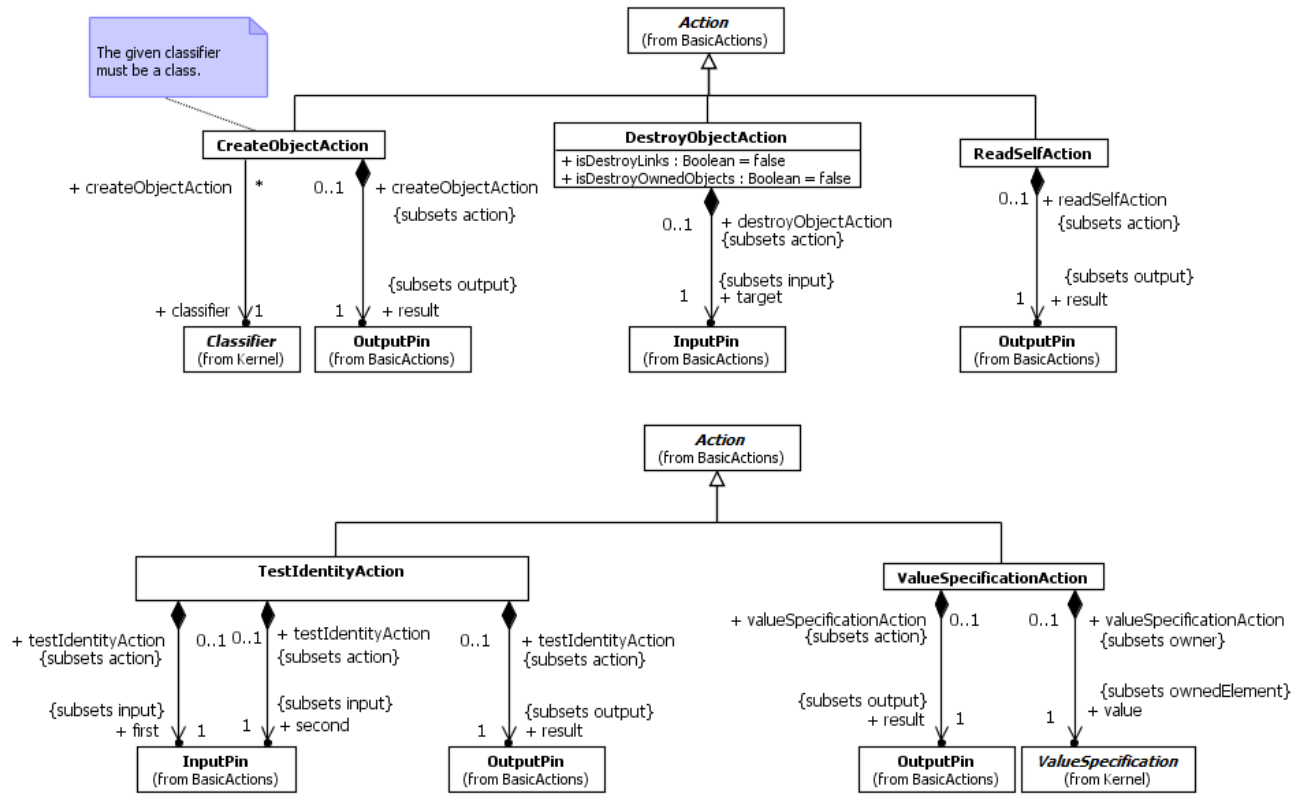 Action
(from BasicActions)
The given classifier
must be a class.
CreateObjectAction
DestroyObjectAction
+ isDestroyLinks : Boolean = false
+ isDestroyOwnedObjects : Boolean = false
ReadSelfAction
+ createObjectAction
*
0..1
+ createObjectAction
{subsets action}
0..1
+ destroyObjectAction
{subsets action}
0..1
+ readSelfAction
{subsets action}
{subsets output}
+ classifier
1
1
+ result
{subsets input}
1
+ target
{subsets output}
1
+ result
Classifier
(from Kernel)
OutputPin
(from BasicActions)
InputPin
(from BasicActions)
OutputPin
(from BasicActions)
Action
(from BasicActions)
TestIdentityAction
ValueSpecificationAction
+ testIdentityAction
{subsets action}
0..1
0..1
+ testIdentityAction
{subsets action}
0..1
+ testIdentityAction
{subsets action}
+ valueSpecificationAction
{subsets action}
0..1
0..1
+ valueSpecificationAction
{subsets owner}
{subsets input}
+ first
1
1
{subsets input}
+ second
1
{subsets output}
+ result
{subsets output}
+ result
1
1
{subsets ownedElement}
+ value
InputPin
(from BasicActions)
OutputPin
(from BasicActions)
OutputPin
(from BasicActions)
ValueSpecification
(from Kernel)